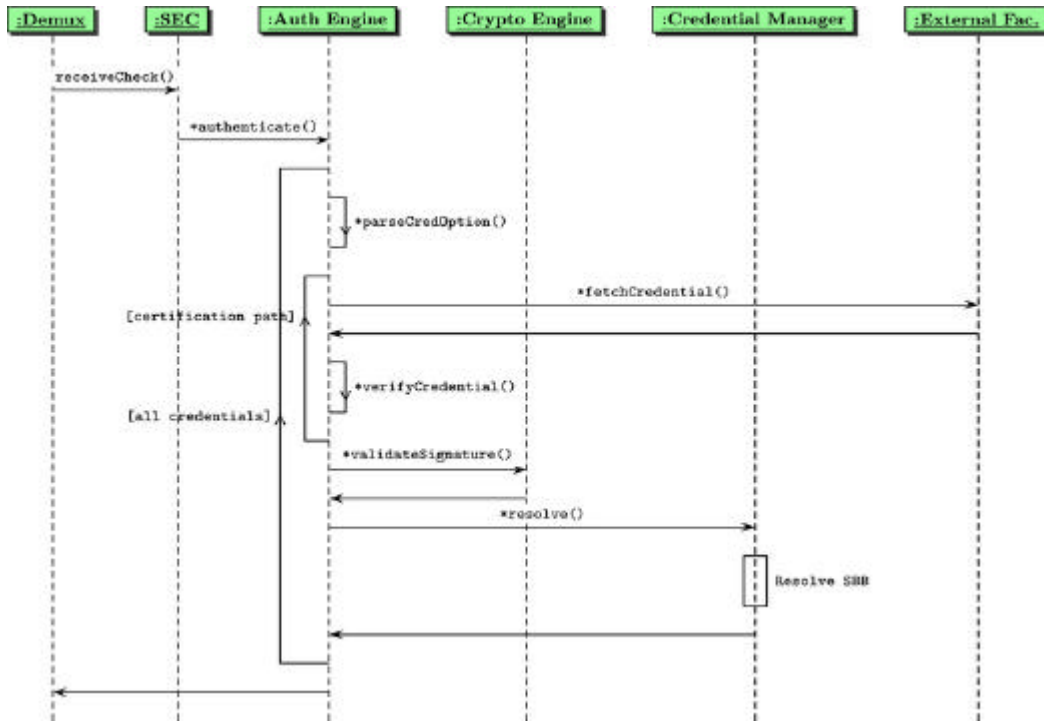 :Demux
:SEC
:Auth Engine
:Crypto Engine
:Credential Manager
:External Fac.
receiveCheck()
*authenticate()
*parseCredOption()
*fetchCredential()
[certification path]
*verifyCredential()
[all credentials]
*validateSignature()
*resolve()
Resolve SBB